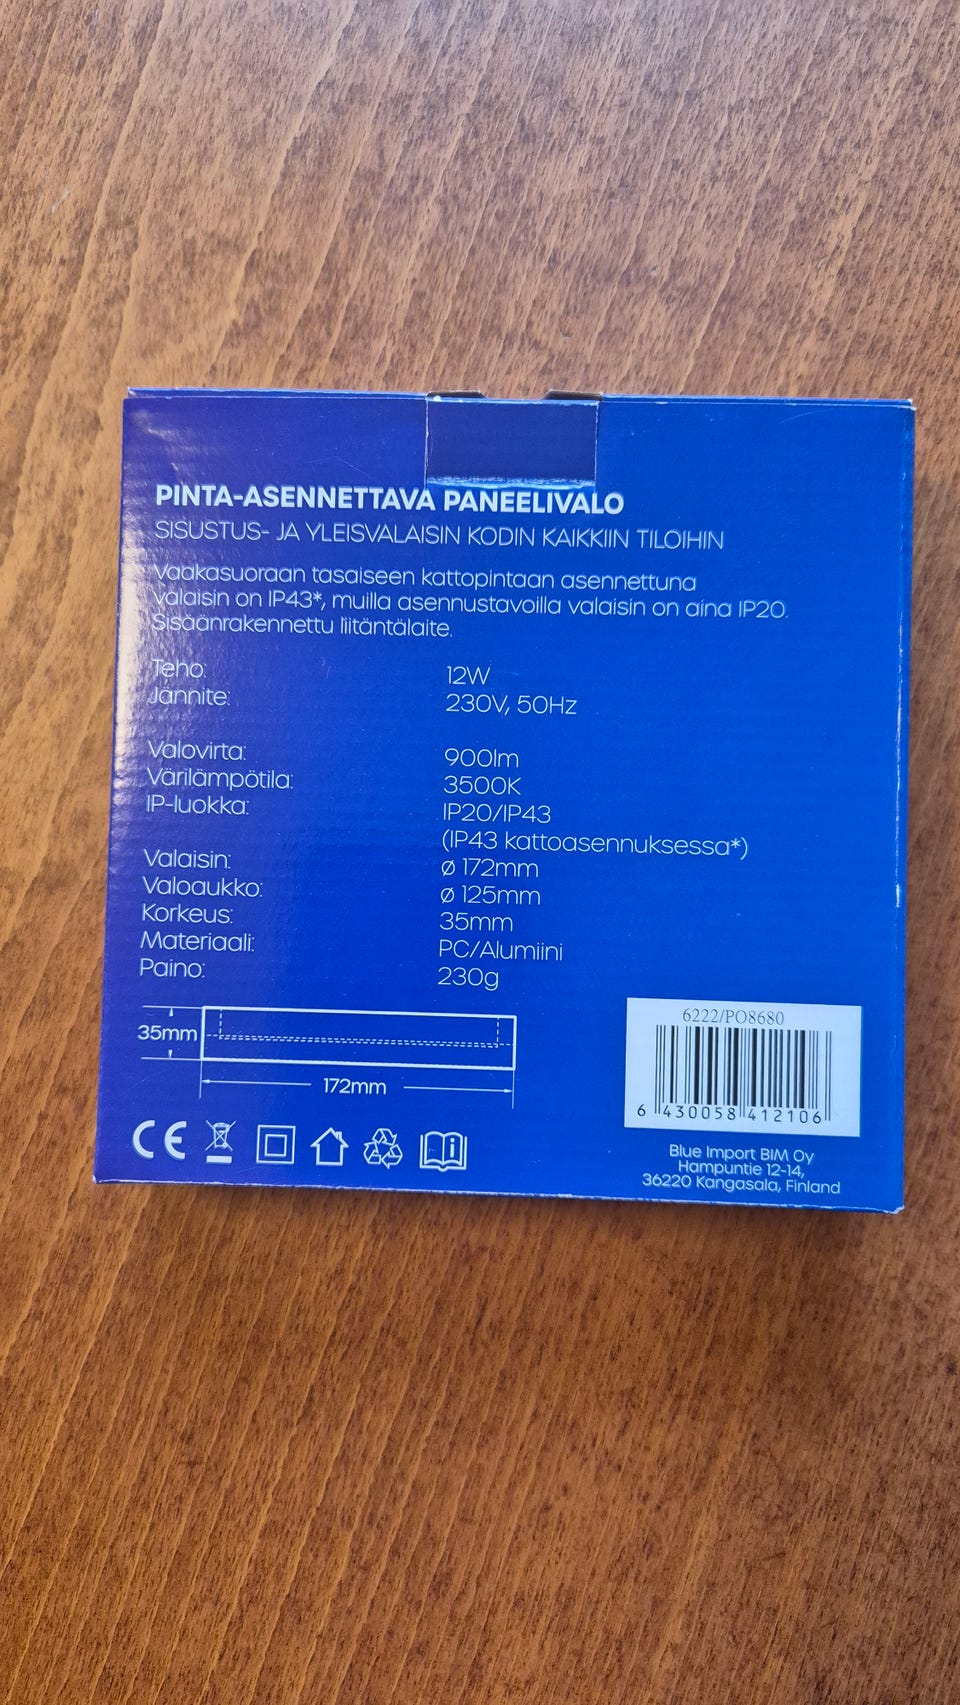 PINTA-ASENNETTAVA PANEELIVALO
SISUSTUS- JA YLEISVALAISIN KODIN KAIKKIIN TILOIHIN
Vaakasuoraan tasaiseen kattopintaan asennettuna
valaisin on IP43*, muilla asennustavoilla valaisin on aina IP20.
Sisäänrakennettu liitäntälaite.
Teho: 12W
Jännite: 230V, 50Hz
Valovirta: 900lm
Värilämpötila: 3500K
IP-luokka: IP20/IP43
(IP43 kattoasennuksessa*)
Valaisin: ø 172mm
Valoaukko: ø 125mm
Korkeus: 35mm
Materiaali: PC/Alumiini
Paino: 230g
35mm
172mm
CE
6222/PO8680
6 430058 412106
Blue Import BIM Oy
Hampuntie 12-14,
36220 Kangasala, Finland